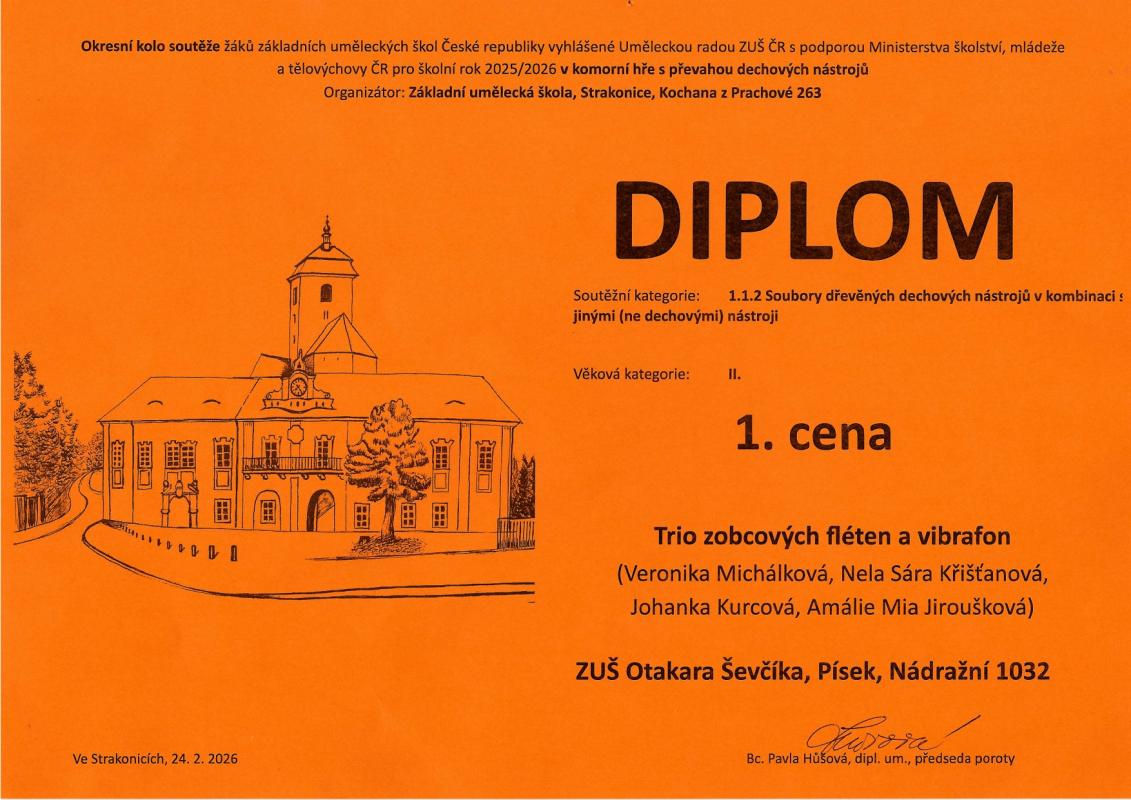 Okresní kolo soutěže žáků základních uměleckých škol České republiky vyhlášené Uměleckou radou ZUŠ ČR s podporou Ministerstva školství, mládeže
a tělovýchovy ČR pro školní rok 2025/2026 v komorní hře s převahou dechových nástrojů
Organizátor: Základní umělecká škola, Strakonice, Kochana z Prachové 263
DIPLOM
Soutěžní kategorie: 1.1.2 Soubory dřevěných dechových nástrojů v kombinaci s
jinými (ne dechovými) nástroji
Věková kategorie: II.
1. cena
Trio zobcových fléten a vibrafon
(Veronika Michálková, Nela Sára Křišťanová,
Johanka Kurcová, Amálie Mia Jiroušková)
ZUŠ Otakara Ševčíka, Písek, Nádražní 1032
Ve Strakonicích, 24. 2. 2026
Bc. Pavla Hůšová, dipl. um., předseda poroty